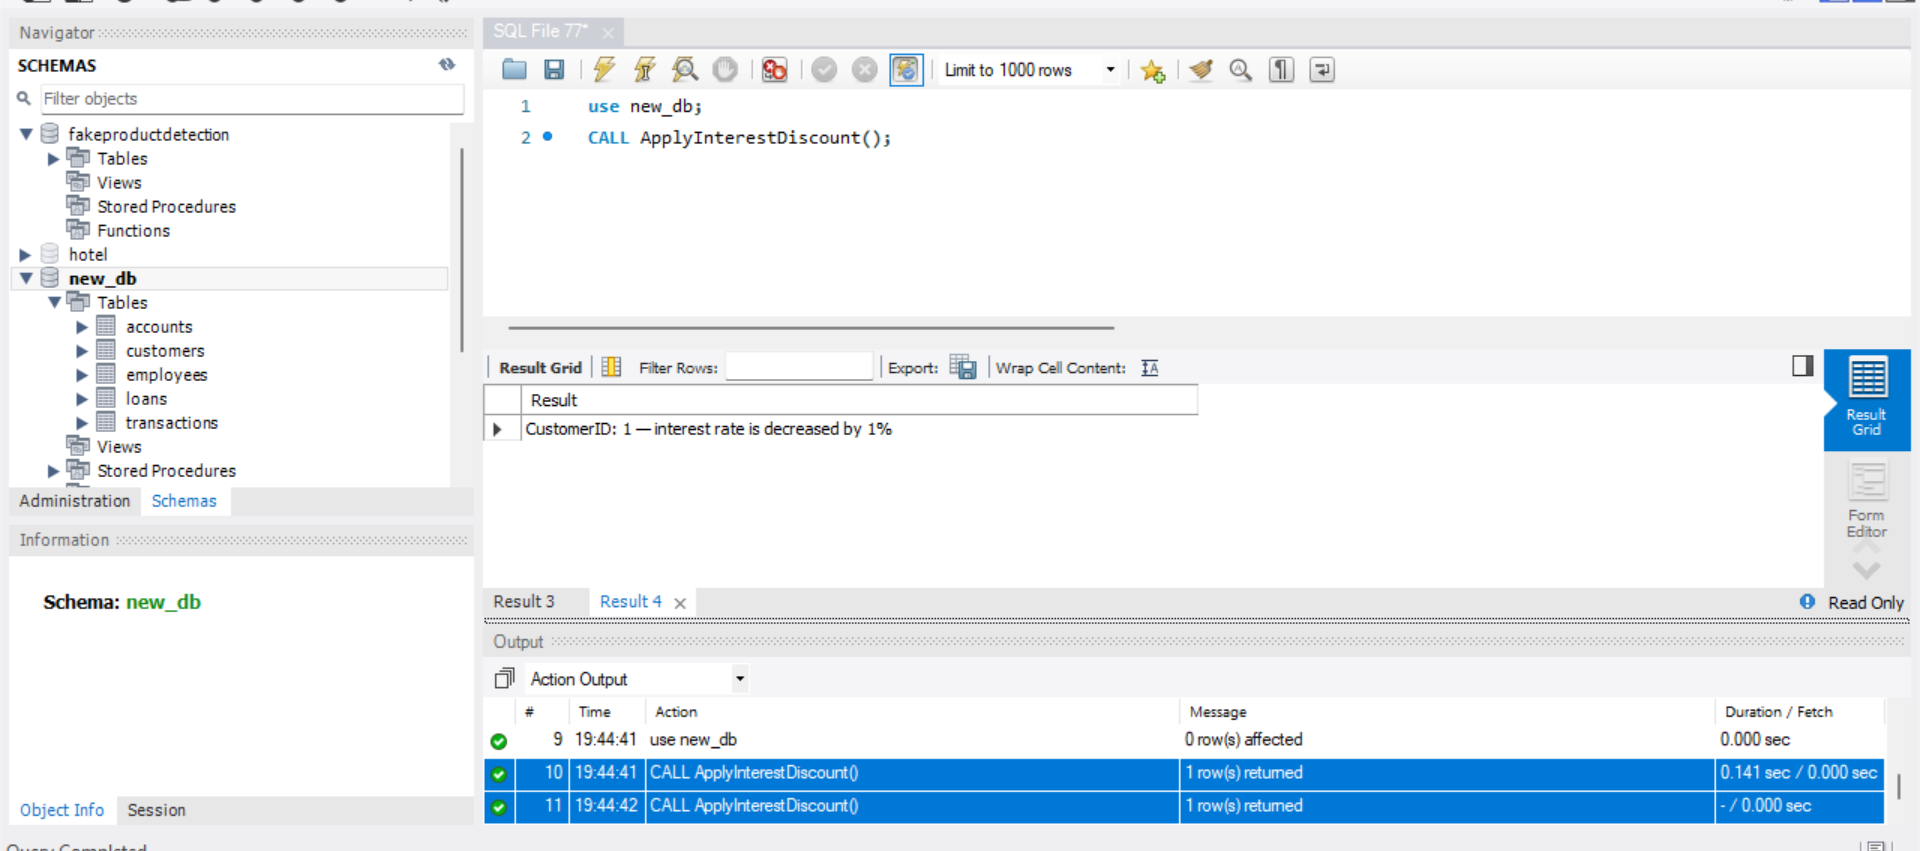 Navigator
SCHEMAS
Filter objects
fakeproductdetection
Tables
Views
Stored Procedures
Functions
hotel
new_db
Tables
accounts
customers
employees
loans
transactions
Views
Stored Procedures
Administration Schemas
Information
Schema: new_db
Object Info Session
SQL File 77*
Limit to 1000 rows
1 use new_db;
2 CALL ApplyInterestDiscount();
Result Grid Filter Rows: Export: Wrap Cell Content:
Result
CustomerID: 1 — interest rate is decreased by 1%
Result
Grid
Form
Editor
Result 3 Result 4 Read Only
Output
Action Output
# Time Action Message Duration / Fetch
9 19:44:41 use new_db 0 row(s) affected 0.000 sec
10 19:44:41 CALL ApplyInterestDiscount() 1 row(s) returned 0.141 sec / 0.000 sec
11 19:44:42 CALL ApplyInterestDiscount() 1 row(s) returned - / 0.000 sec
Query Completed